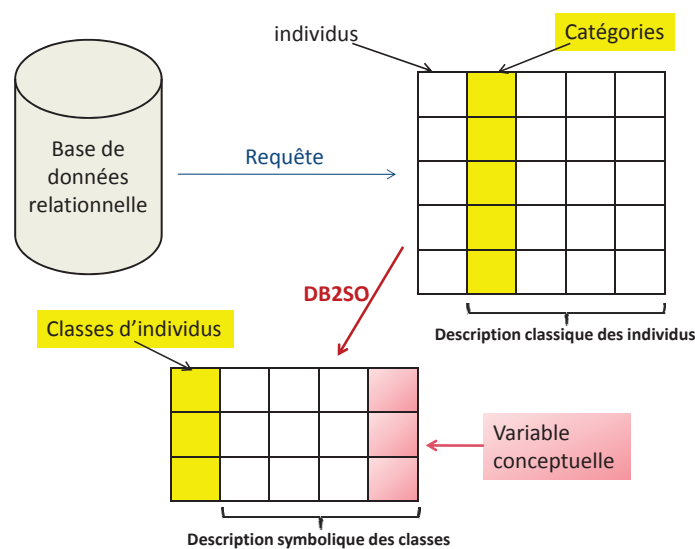 individus
Catégories
Base de
données
relationnelle
Requête
DB2SO
Description classique des individus
Classes d’individus
Variable
conceptuelle
Description symbolique des classes